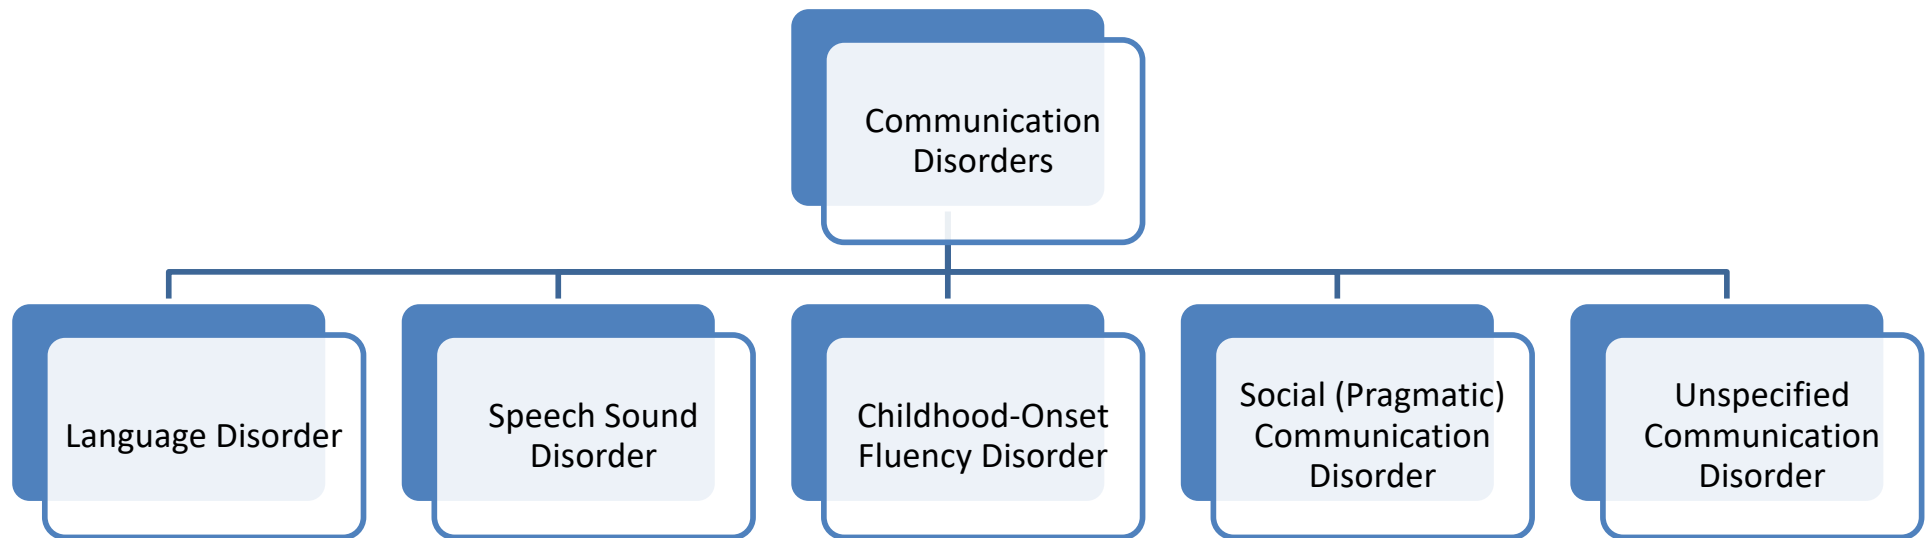 Communication
Disorders
Language Disorder
Speech Sound
Disorder
Childhood-Onset
Fluency Disorder
Social (Pragmatic)
Communication
Disorder
Unspecified
Communication
Disorder